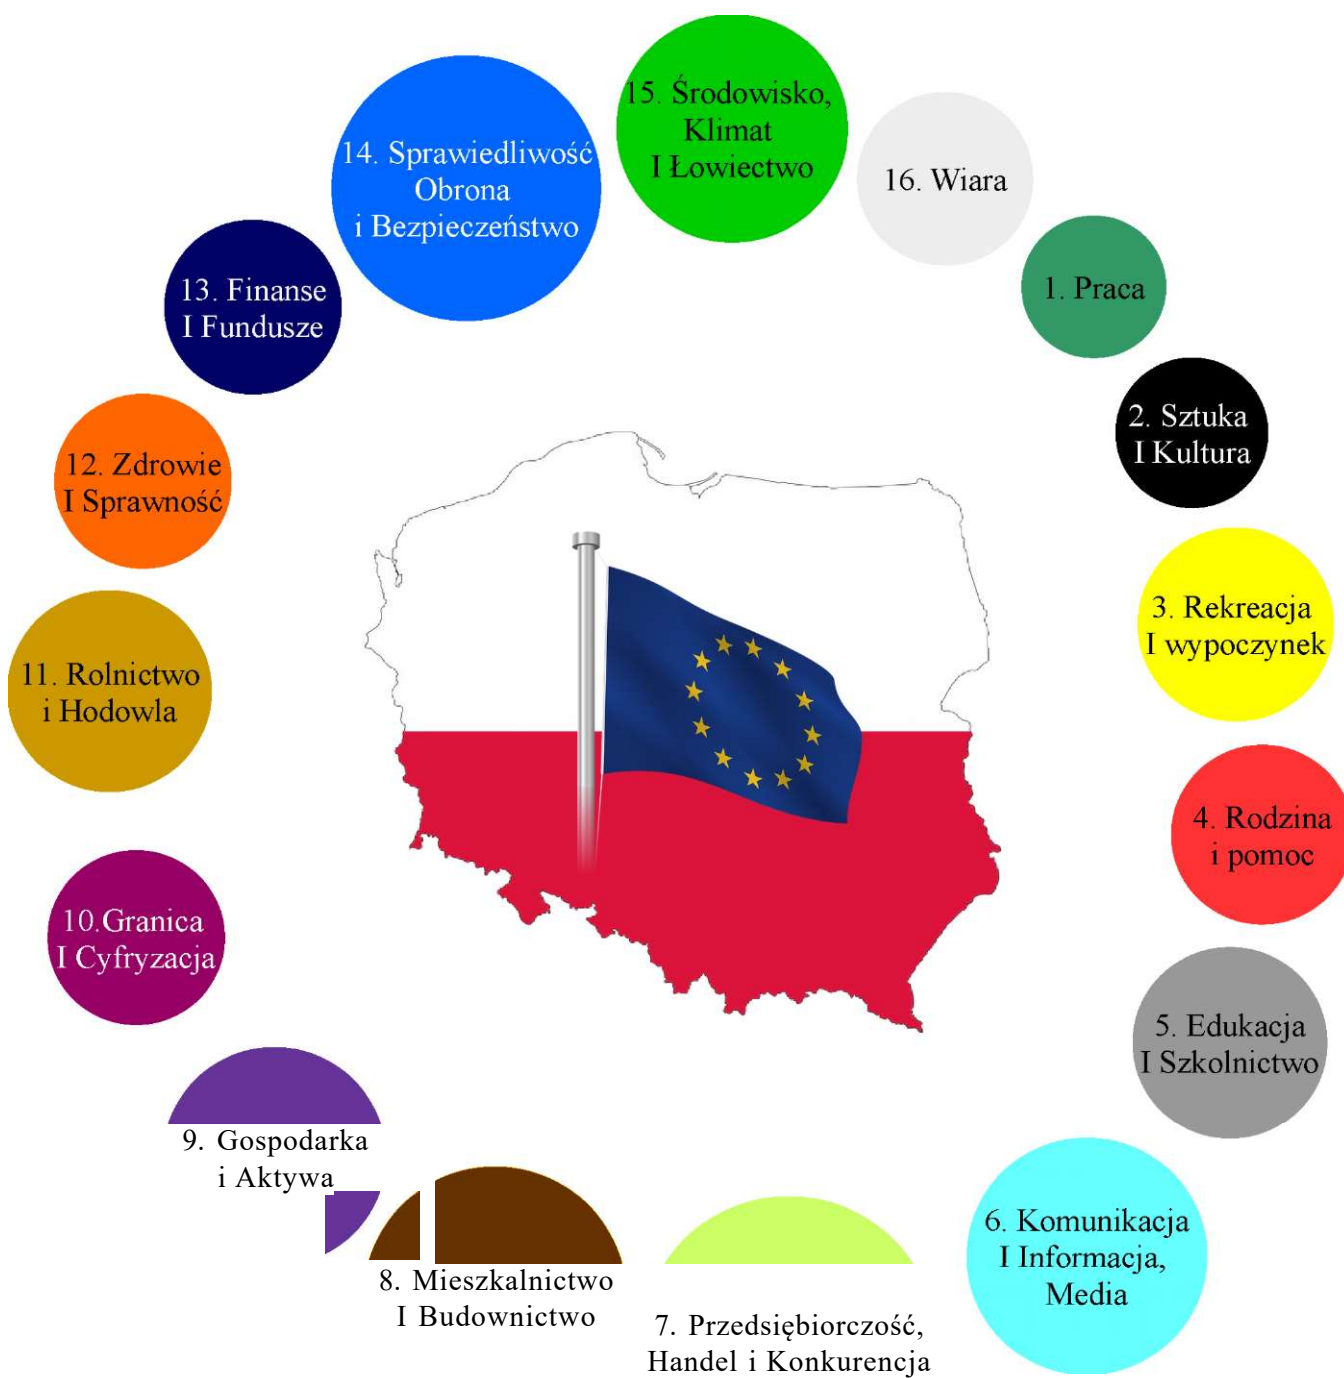 15. Środowisko,
Klimat
I Łowiectwo
14. Sprawiedliwość
Obrona
i Bezpieczeństwo
16. Wiara
13. Finanse
I Fundusze
1. Praca
2. Sztuka
I Kultura
12. Zdrowie
I Sprawność
3. Rekreacja
I wypoczynek
11. Rolnictwo
i Hodowla
4. Rodzina
i pomoc
10.Granica
I Cyfryzacja
5. Edukacja
I Szkolnictwo
9. Gospodarka
i Aktywa
6. Komunikacja
I Informacja,
Media
8. Mieszkalnictwo
I Budownictwo
7. Przedsiębiorczość,
Handel i Konkurencja